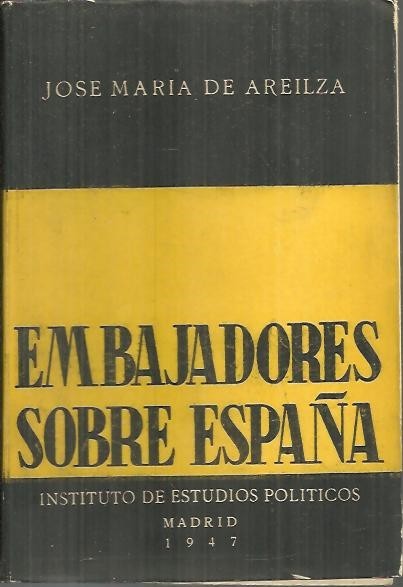 JOSE MARIA DE AREILZA
EMBAJADORES
SOBRE ESPAÑA
INSTITUTO DE ESTUDIOS POLITICOS
MADRID
1947